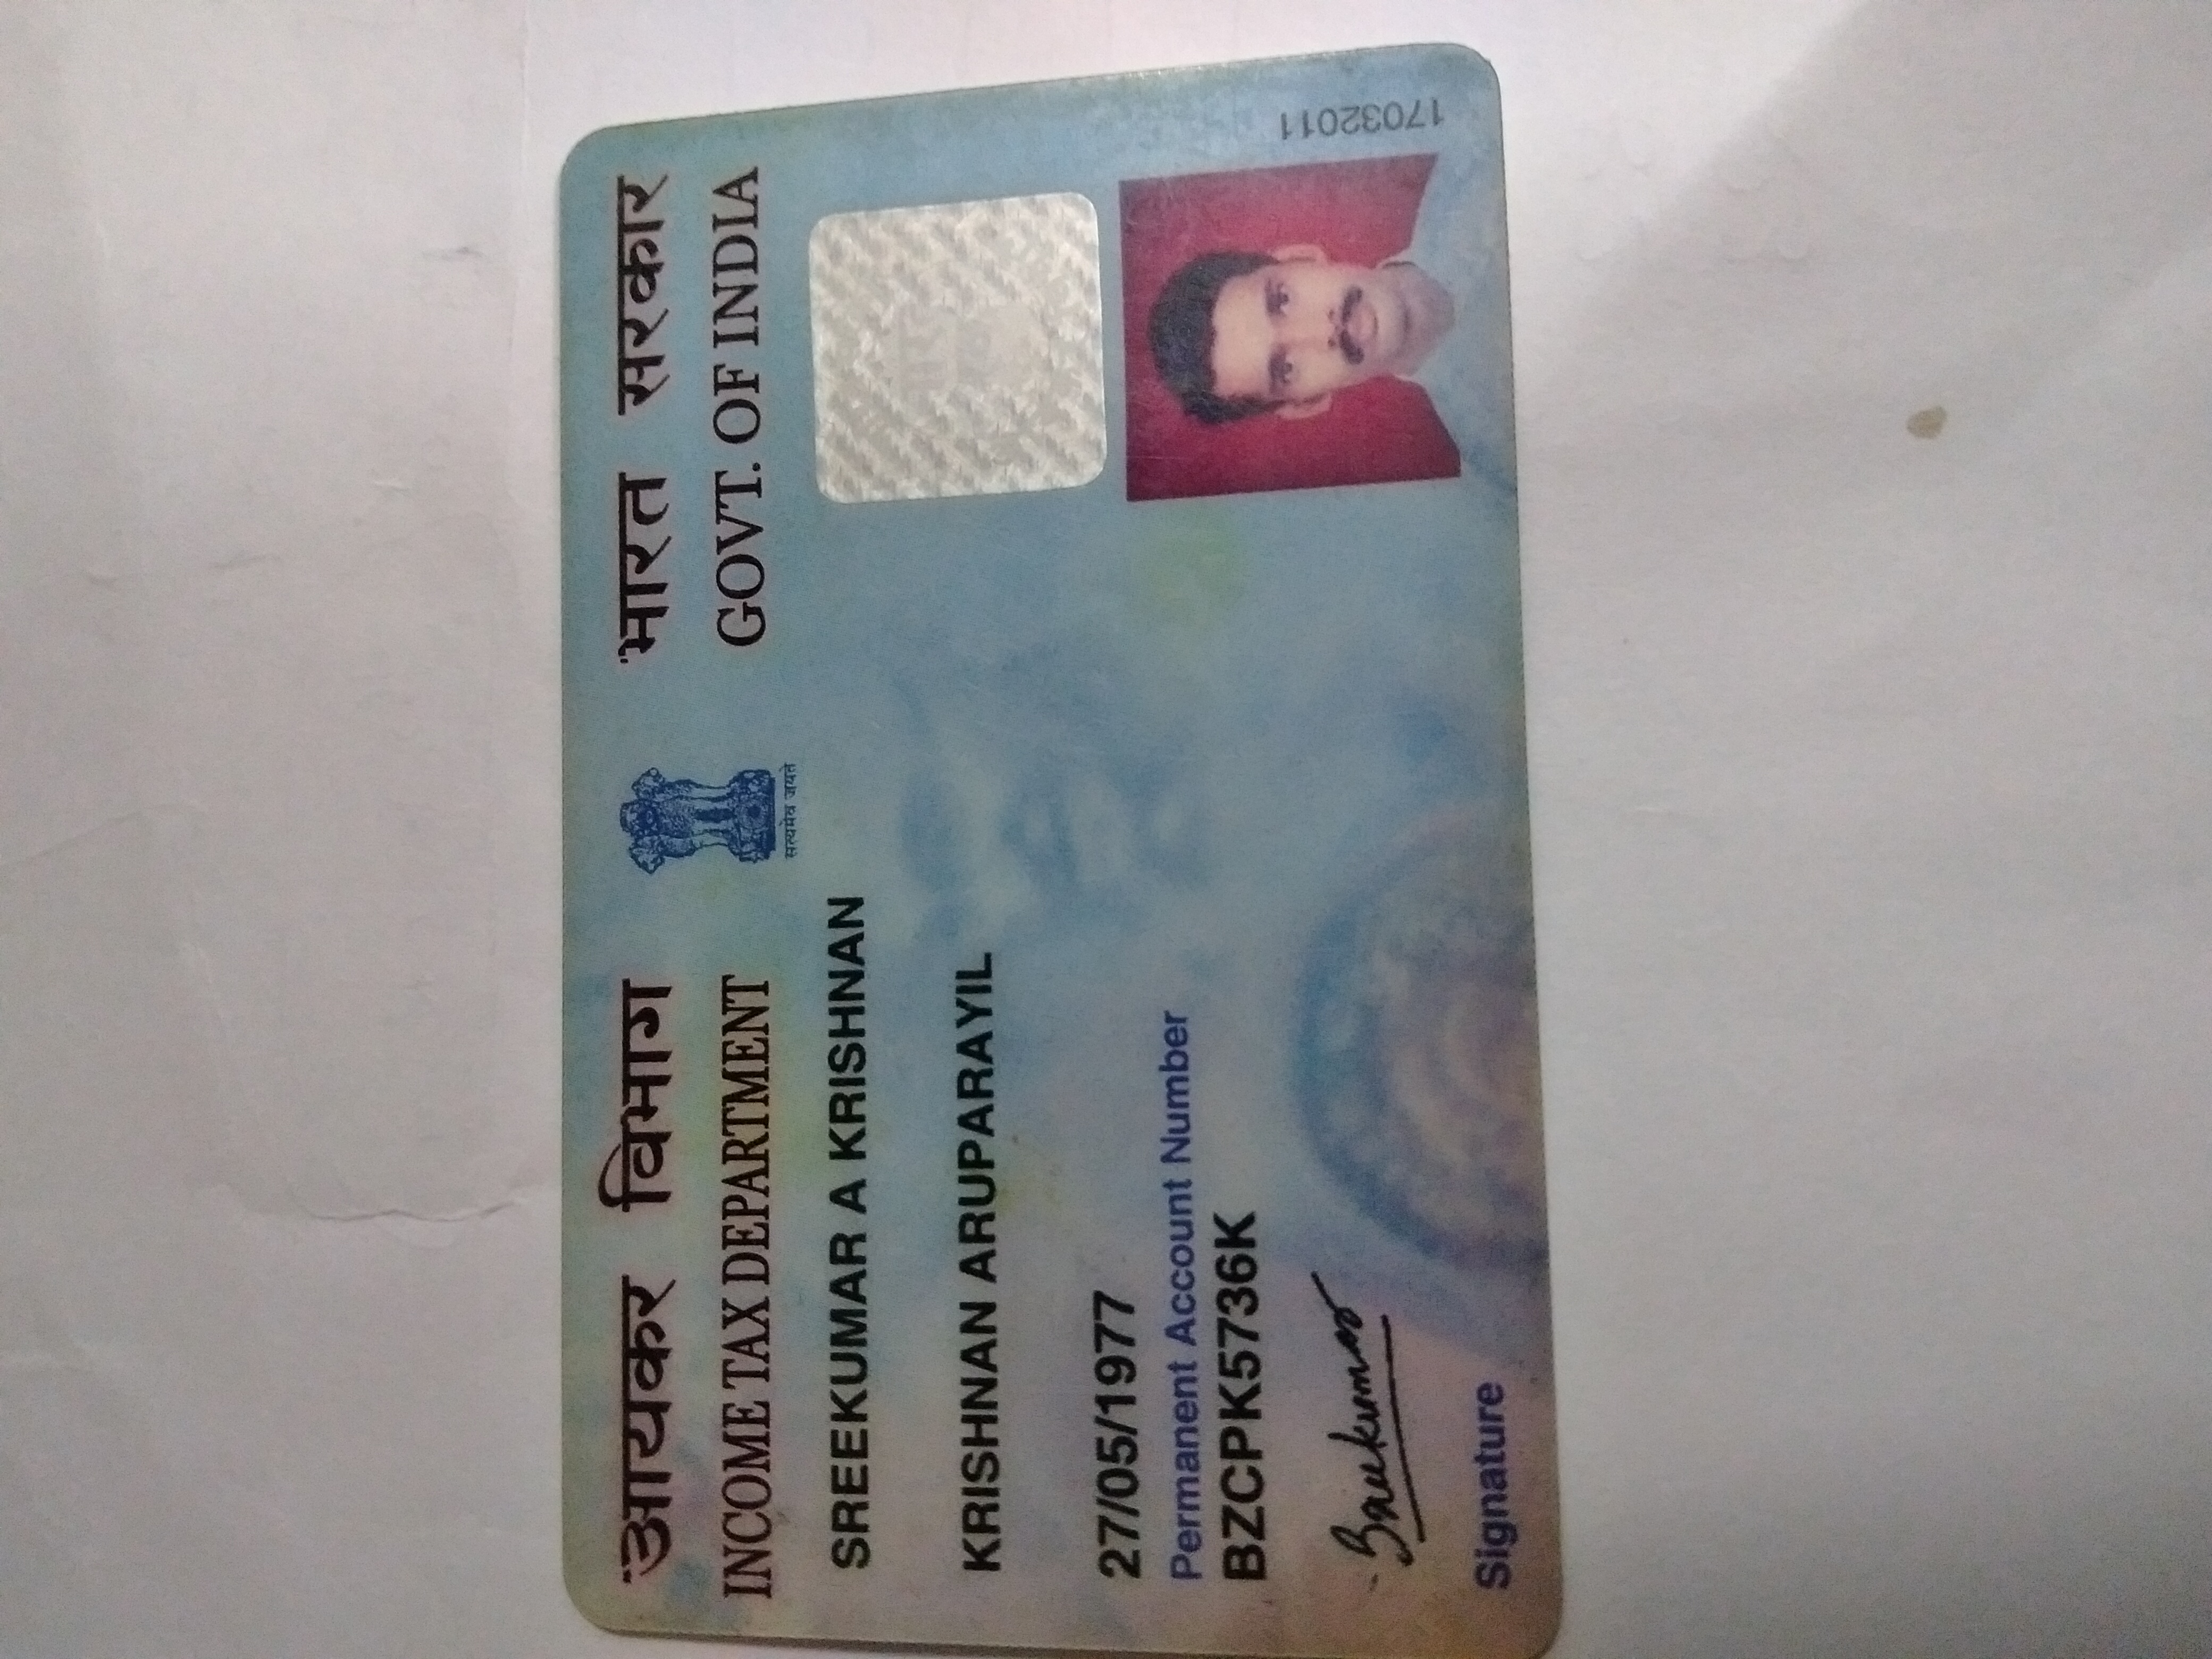 आयकर विभाग
INCOME TAX DEPARTMENT
सत्यमेव जयते
भारत सरकार
GOVT. OF INDIA
SREEKUMAR A KRISHNAN
KRISHNAN ARUPARAYIL
27/05/1977
Permanent Account Number
BZCPK5736K
Sreekumar
Signature
17032011